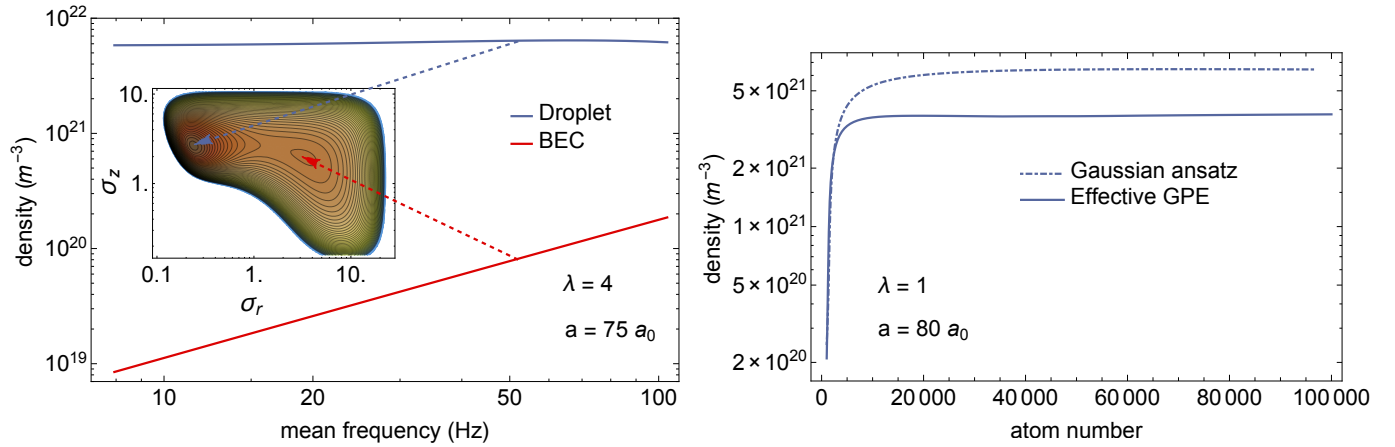 10²²
10²¹
10²⁰
10¹⁹
density (m⁻³)
10.
1.
σ_z
0.1
1.
10.
σ_r
Droplet
BEC
λ = 4
a = 75 a₀
10
20
50
100
mean frequency (Hz)
5×10²¹
2×10²¹
1×10²¹
5×10²⁰
2×10²⁰
density (m⁻³)
Gaussian ansatz
Effective GPE
λ = 1
a = 80 a₀
0
20 000
40 000
60 000
80 000
100 000
atom number